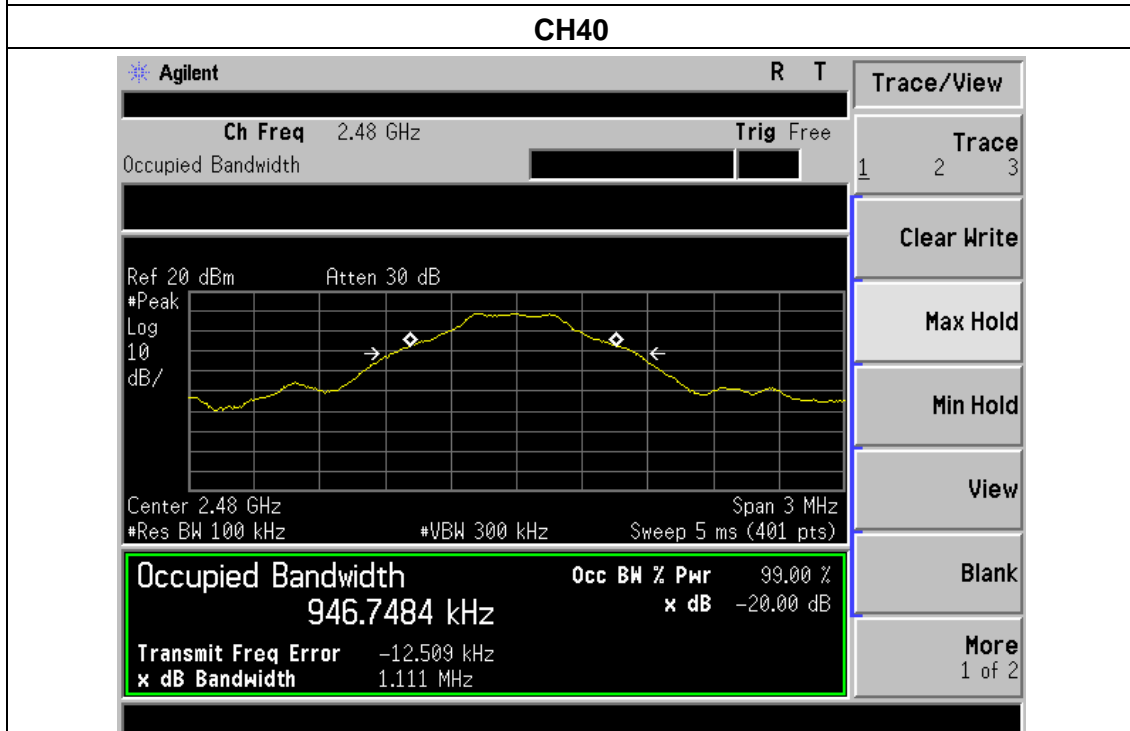 CH40
Agilent R T
Trace/View
Ch Freq 2.48 GHz Trig Free
Occupied Bandwidth
Trace
1 2 3
Clear Write
Ref 20 dBm Atten 30 dB
#Peak
Log
10
dB/
Max Hold
Min Hold
View
Center 2.48 GHz Span 3 MHz
#Res BW 100 kHz #VBW 300 kHz Sweep 5 ms (401 pts)
Occupied Bandwidth Occ BW % Pwr 99.00 %
946.7484 kHz x dB -20.00 dB
Blank
Transmit Freq Error -12.509 kHz
x dB Bandwidth 1.111 MHz
More
1 of 2